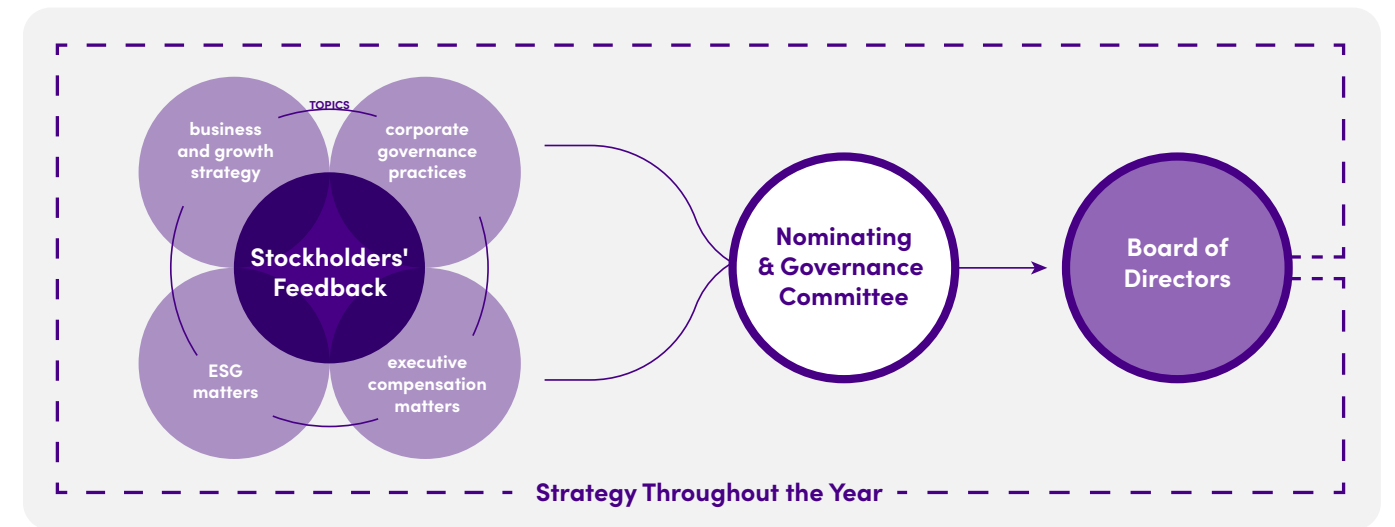 TOPICS
business
and growth
strategy
corporate
governance
practices
Stockholders'
Feedback
ESG
matters
executive
compensation
matters
Nominating
& Governance
Committee
Board of
Directors
Strategy Throughout the Year